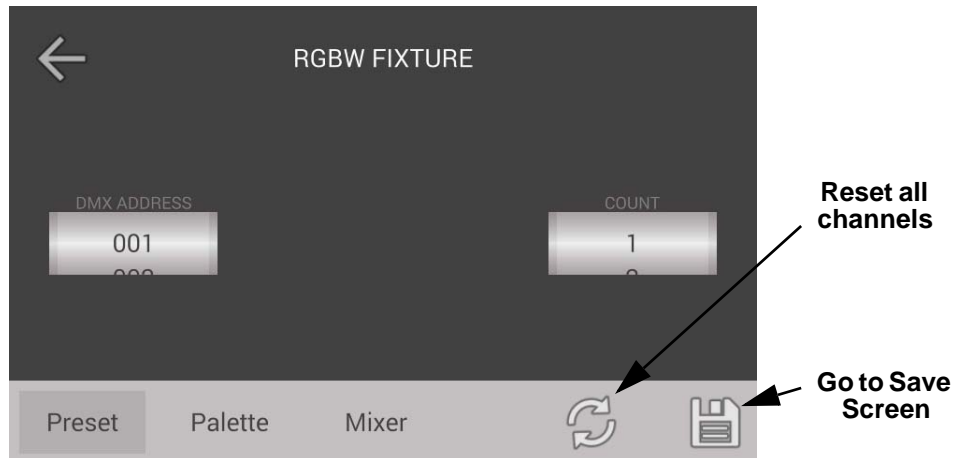 RGBW FIXTURE
DMX ADDRESS
COUNT
001
1
Reset all
channels
Preset
Palette
Mixer
Go to Save
Screen